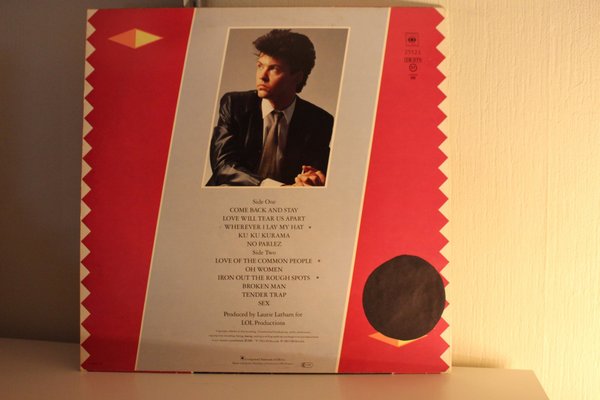 25521
Side One
COME BACK AND STAY
LOVE WILL TEAR US APART
· WHEREVER I LAY MY HAT *
KU KU KURAMA
NO PARLEZ
Side Two
LOVE OF THE COMMON PEOPLE *
OH WOMEN
IRON OUT THE ROUGH SPOTS *
BROKEN MAN
TENDER TRAP
SEX
Produced by Laurie Latham for
LOL Productions